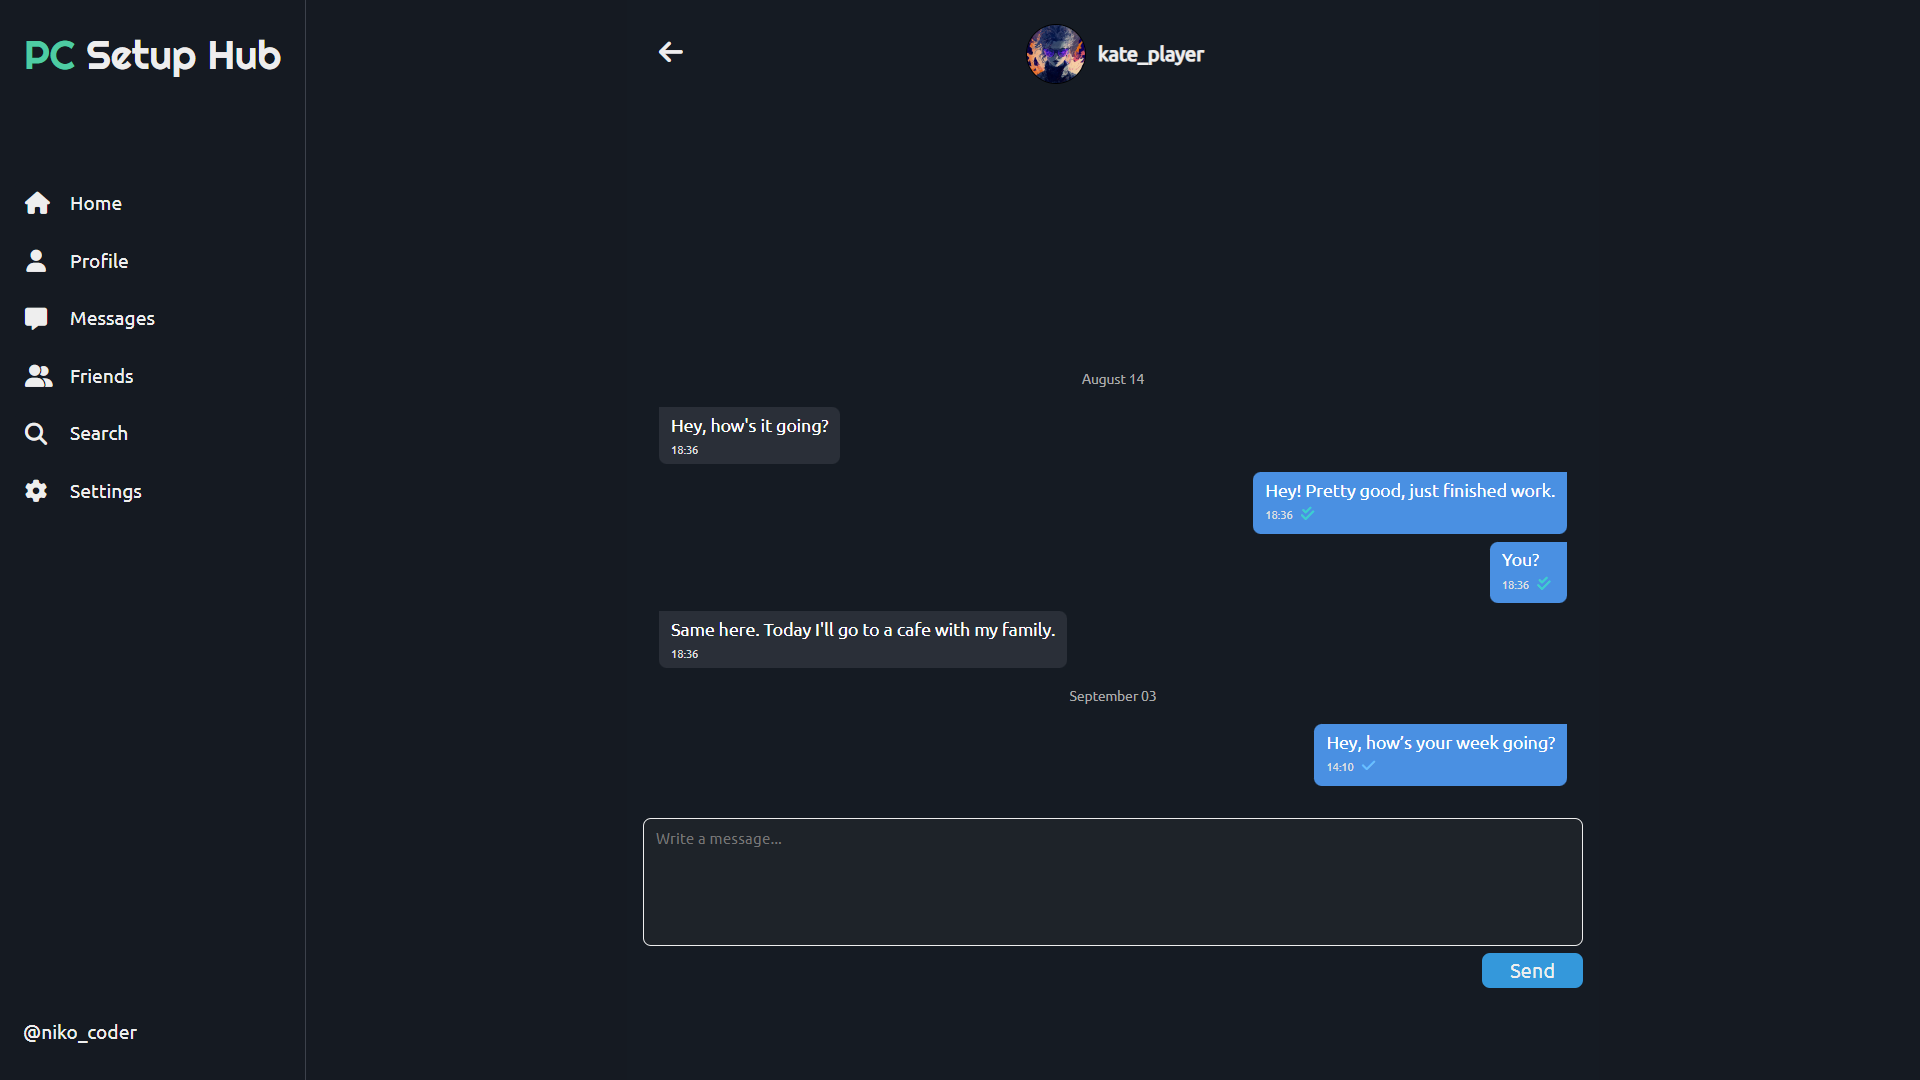 PC Setup Hub
Home
Profile
Messages
Friends
Search
Settings
@niko_coder
kate_player
August 14
Hey, how's it going?
18:36
Hey! Pretty good, just finished work.
18:36
You?
18:36
Same here. Today I'll go to a cafe with my family.
18:36
September 03
Hey, how’s your week going?
14:10
Write a message...
Send